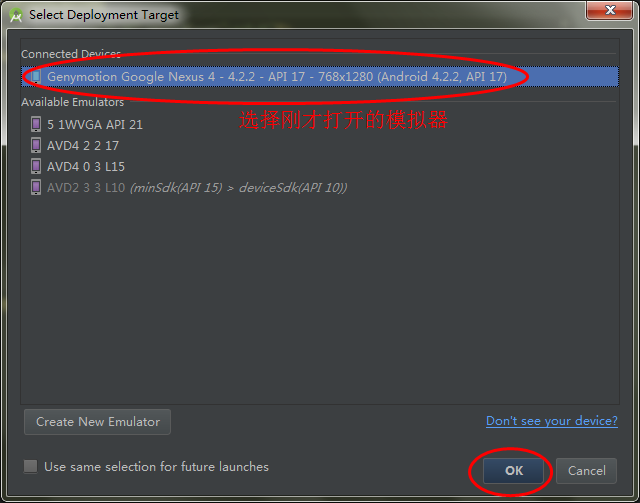 Select Deployment Target
Connected Devices
Genymotion Google Nexus 4 - 4.2.2 - API 17 - 768x1280 (Android 4.2.2, API 17)
Available Emulators
选择刚才打开的模拟器
5 1WVGA API 21
AVD4 2 2 17
AVD4 0 3 L15
AVD2 3 3 L10 (minSdk(API 15) > deviceSdk(API 10))
Create New Emulator
Don't see your device?
Use same selection for future launches
OK
Cancel